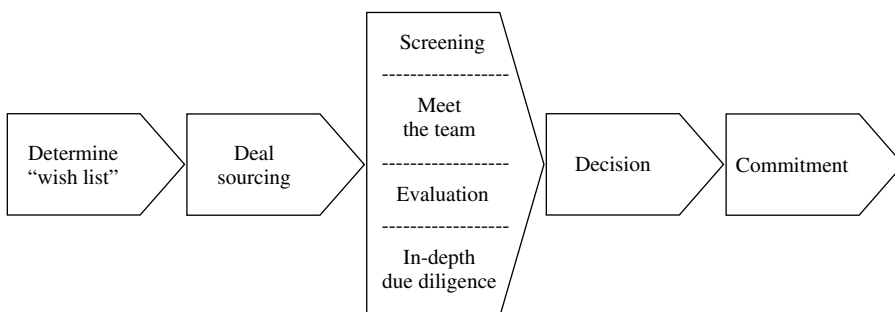 Determine
“wish list”
Deal
sourcing
Screening
Meet
the team
Evaluation
In-depth
due diligence
Decision
Commitment